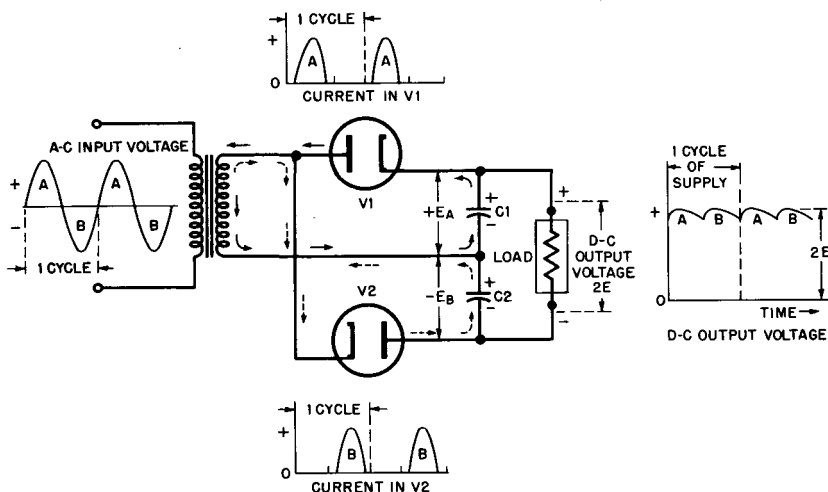 1 CYCLE
+
A
A
0
CURRENT IN V1
A-C INPUT VOLTAGE
+
A
A
-
B
B
1 CYCLE
V1
+EA
+
C1
-
+
LOAD
D-C
OUTPUT
VOLTAGE
2E
-
V2
-EB
+
C2
-
1 CYCLE
OF
SUPPLY
+
A
B
A
B
2E
0
TIME
D-C OUTPUT VOLTAGE
1 CYCLE
+
B
B
0
CURRENT IN V2